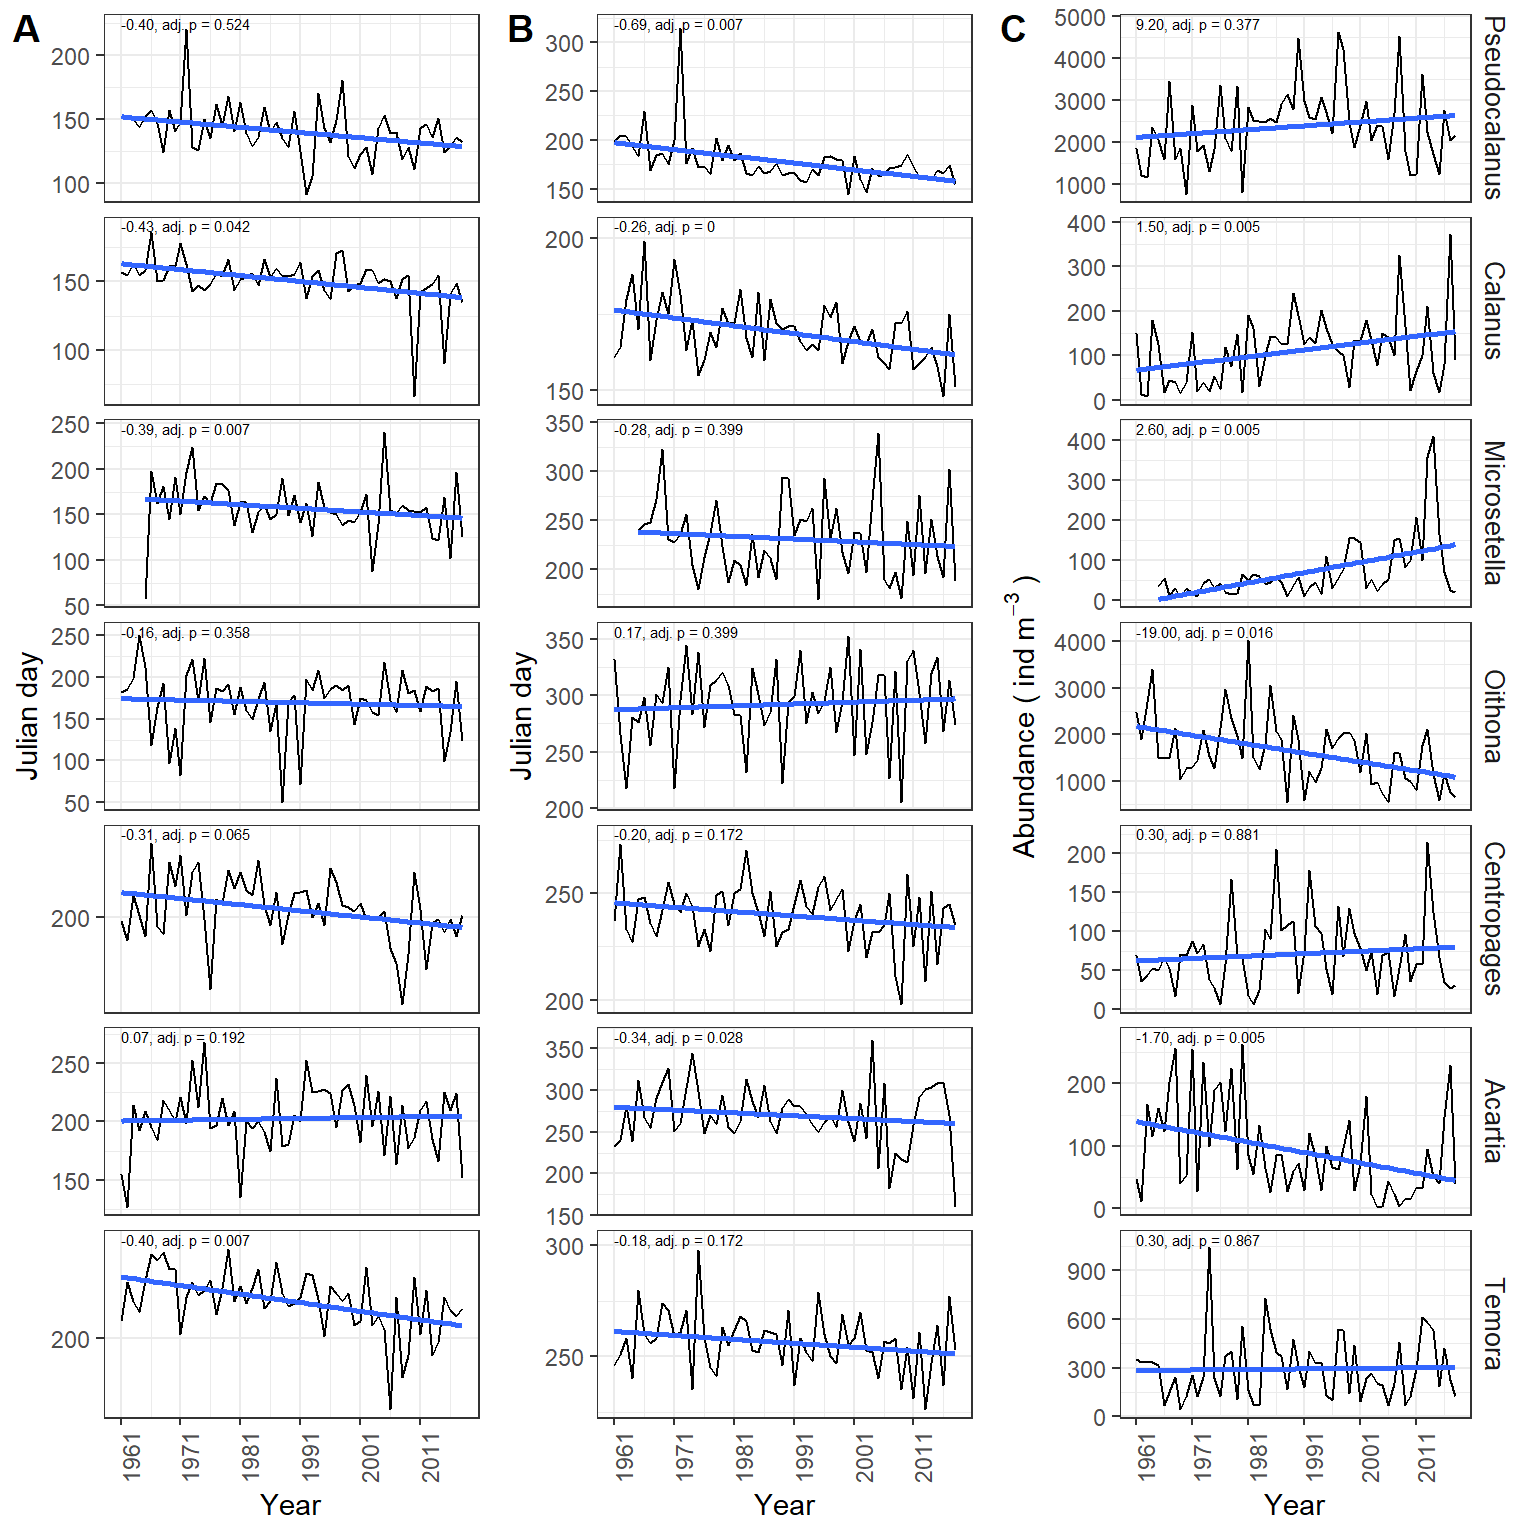 A
B
C
-0.40, adj. p = 0.524
200
150
100
-0.69, adj. p = 0.007
300
250
200
150
9.20, adj. p = 0.377
5000
4000
3000
2000
1000
Pseudocalanus
-0.43, adj. p = 0.042
150
100
-0.26, adj. p = 0
200
150
1.50, adj. p = 0.005
400
300
200
100
0
Calanus
-0.39, adj. p = 0.007
250
200
150
100
50
-0.28, adj. p = 0.399
350
300
250
200
2.60, adj. p = 0.005
400
300
200
100
0
Microsetella
-0.16, adj. p = 0.358
250
200
150
100
50
0.17, adj. p = 0.399
350
300
250
200
-19.00, adj. p = 0.016
4000
3000
2000
1000
Oithona
Julian day
Julian day
Abundance ( ind m⁻³ )
-0.31, adj. p = 0.065
200
-0.20, adj. p = 0.172
250
200
0.30, adj. p = 0.881
200
150
100
50
0
Centropages
0.07, adj. p = 0.192
250
200
150
-0.34, adj. p = 0.028
350
300
250
200
150
-1.70, adj. p = 0.005
200
100
0
Acartia
-0.40, adj. p = 0.007
200
-0.18, adj. p = 0.172
300
250
0.30, adj. p = 0.867
900
600
300
0
Temora
1961 1971 1981 1991 2001 2011
1961 1971 1981 1991 2001 2011
1961 1971 1981 1991 2001 2011
Year
Year
Year